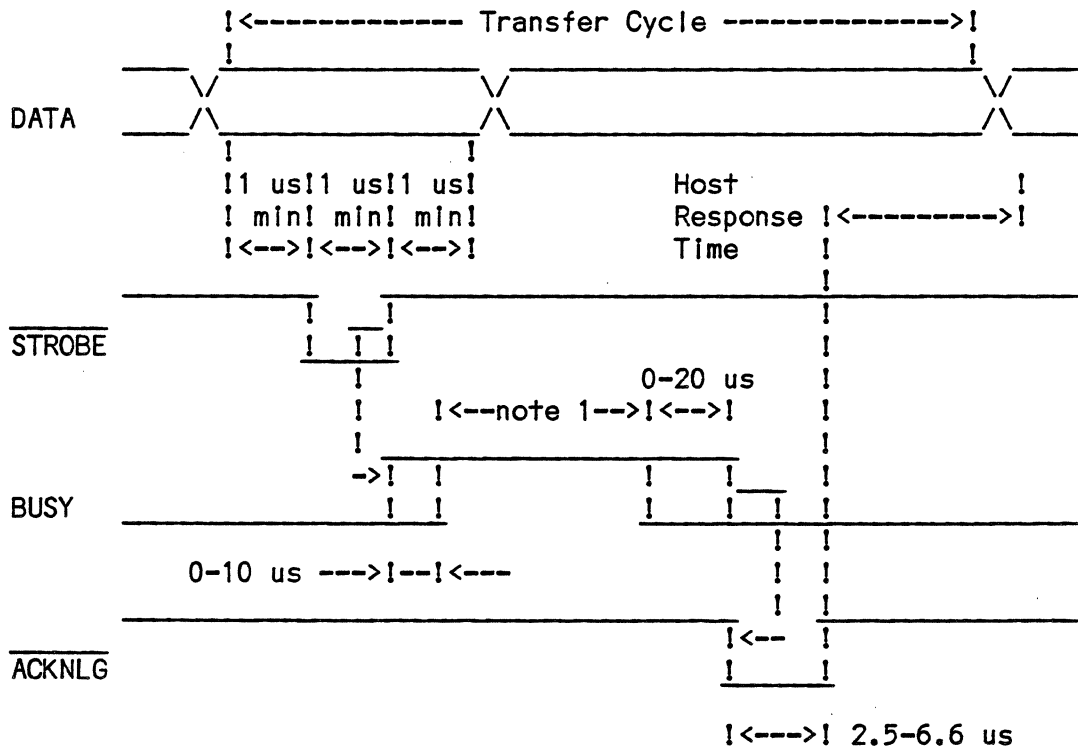 !<---------- Transfer Cycle ----------->!
DATA
!1 us!1 us!1 us!
! min! min! min!
!<-->!<-->!<-->!
Host
Response !<--------->!
Time
STROBE
0-20 us
!<--note 1-->!<-->!
->!
BUSY
0-10 us --->!--!<---
!<--
ACKNLG
!<--->! 2.5-6.6 us